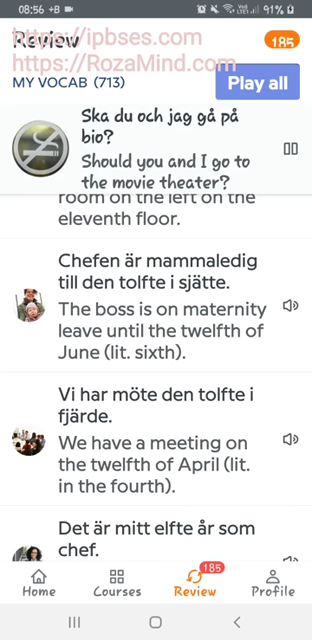 08:56 +B
91%
Review
https://ipbses.com
185
https://RozaMind.com
MY VOCAB (713)
Play all
Ska du och jag gå på
bio?
Should you and I go to
the movie theater?
room on the left on the
eleventh floor.
Chefen är mammaledig
till den tolfte i sjätte.
The boss is on maternity
leave until the twelfth of
June (lit. sixth).
Vi har möte den tolfte i
fjärde.
We have a meeting on
the twelfth of April (lit.
in the fourth).
Det är mitt elfte år som
chef.
185
Home
Courses
Review
Profile